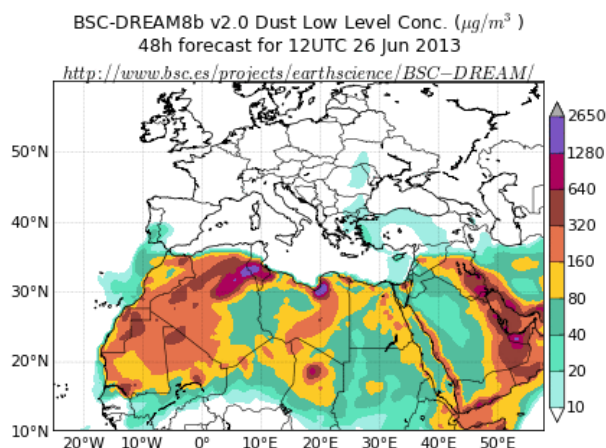 BSC-DREAM8b v2.0 Dust Low Level Conc. (μg/m³ )
48h forecast for 12UTC 26 Jun 2013
http://www.bsc.es/projects/earthscience/BSC−DREAM/
2650
1280
640
320
160
80
40
20
10
50°N
40°N
30°N
20°N
10°N
20°W 10°W 0° 10°E 20°E 30°E 40°E 50°E